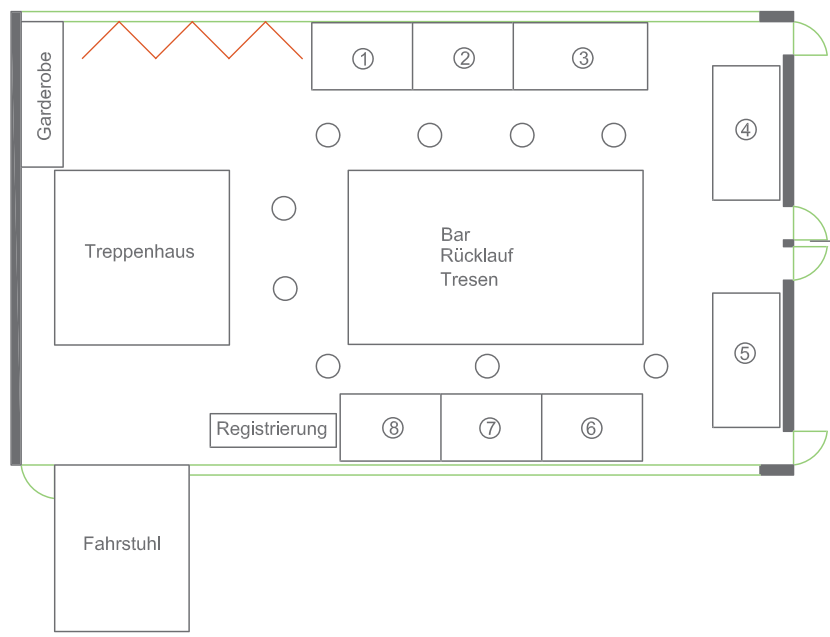 Garderobe
①
②
③
④
Treppenhaus
Bar
Rücklauf
Tresen
⑤
Registrierung
⑧
⑦
⑥
Fahrstuhl